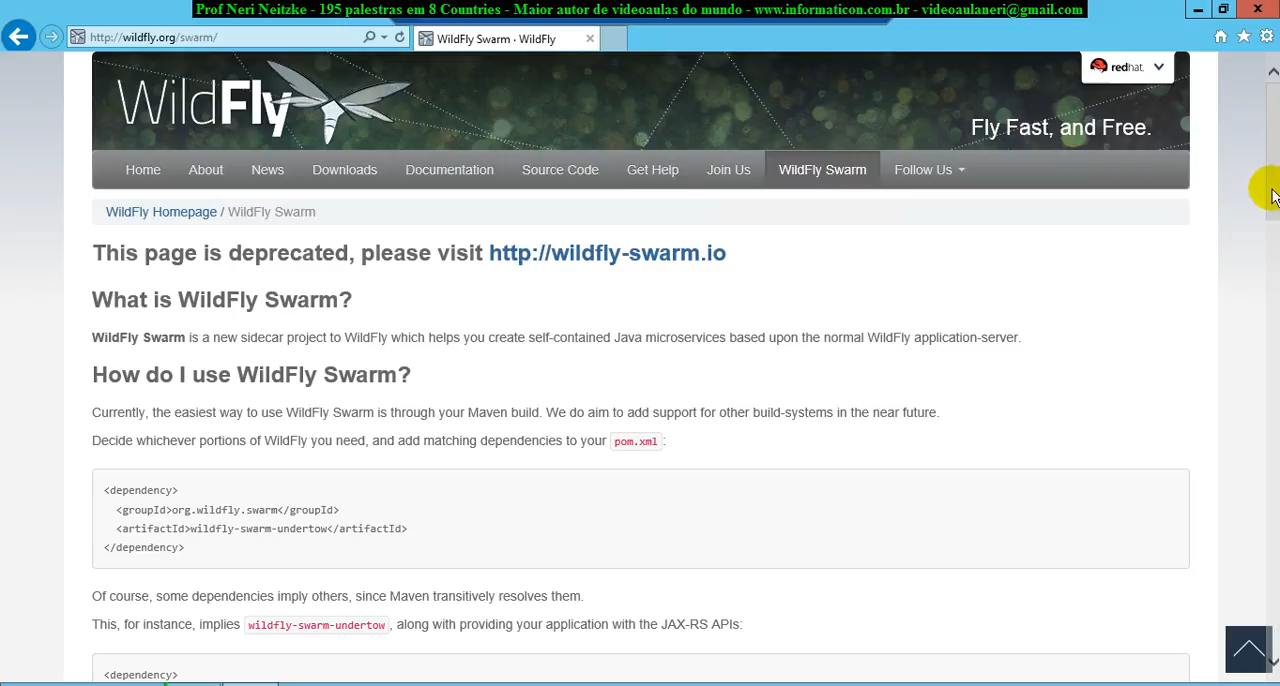 Prof Neri Neitzke - 195 palestras em 8 Countries - Maior autor de videoaulas do mundo - www.informaticon.com.br - videoaulaneri@gmail.com
http://wildfly.org/swarm/
WildFly Swarm · WildFly
WildFly
redhat.
Fly Fast, and Free.
Home About News Downloads Documentation Source Code Get Help Join Us WildFly Swarm Follow Us
WildFly Homepage / WildFly Swarm
This page is deprecated, please visit http://wildfly-swarm.io
What is WildFly Swarm?
WildFly Swarm is a new sidecar project to WildFly which helps you create self-contained Java microservices based upon the normal WildFly application-server.
How do I use WildFly Swarm?
Currently, the easiest way to use WildFly Swarm is through your Maven build. We do aim to add support for other build-systems in the near future.
Decide whichever portions of WildFly you need, and add matching dependencies to your pom.xml:
<dependency>
<groupId>org.wildfly.swarm</groupId>
<artifactId>wildfly-swarm-undertow</artifactId>
</dependency>
Of course, some dependencies imply others, since Maven transitively resolves them.
This, for instance, implies wildfly-swarm-undertow, along with providing your application with the JAX-RS APIs:
<dependency>